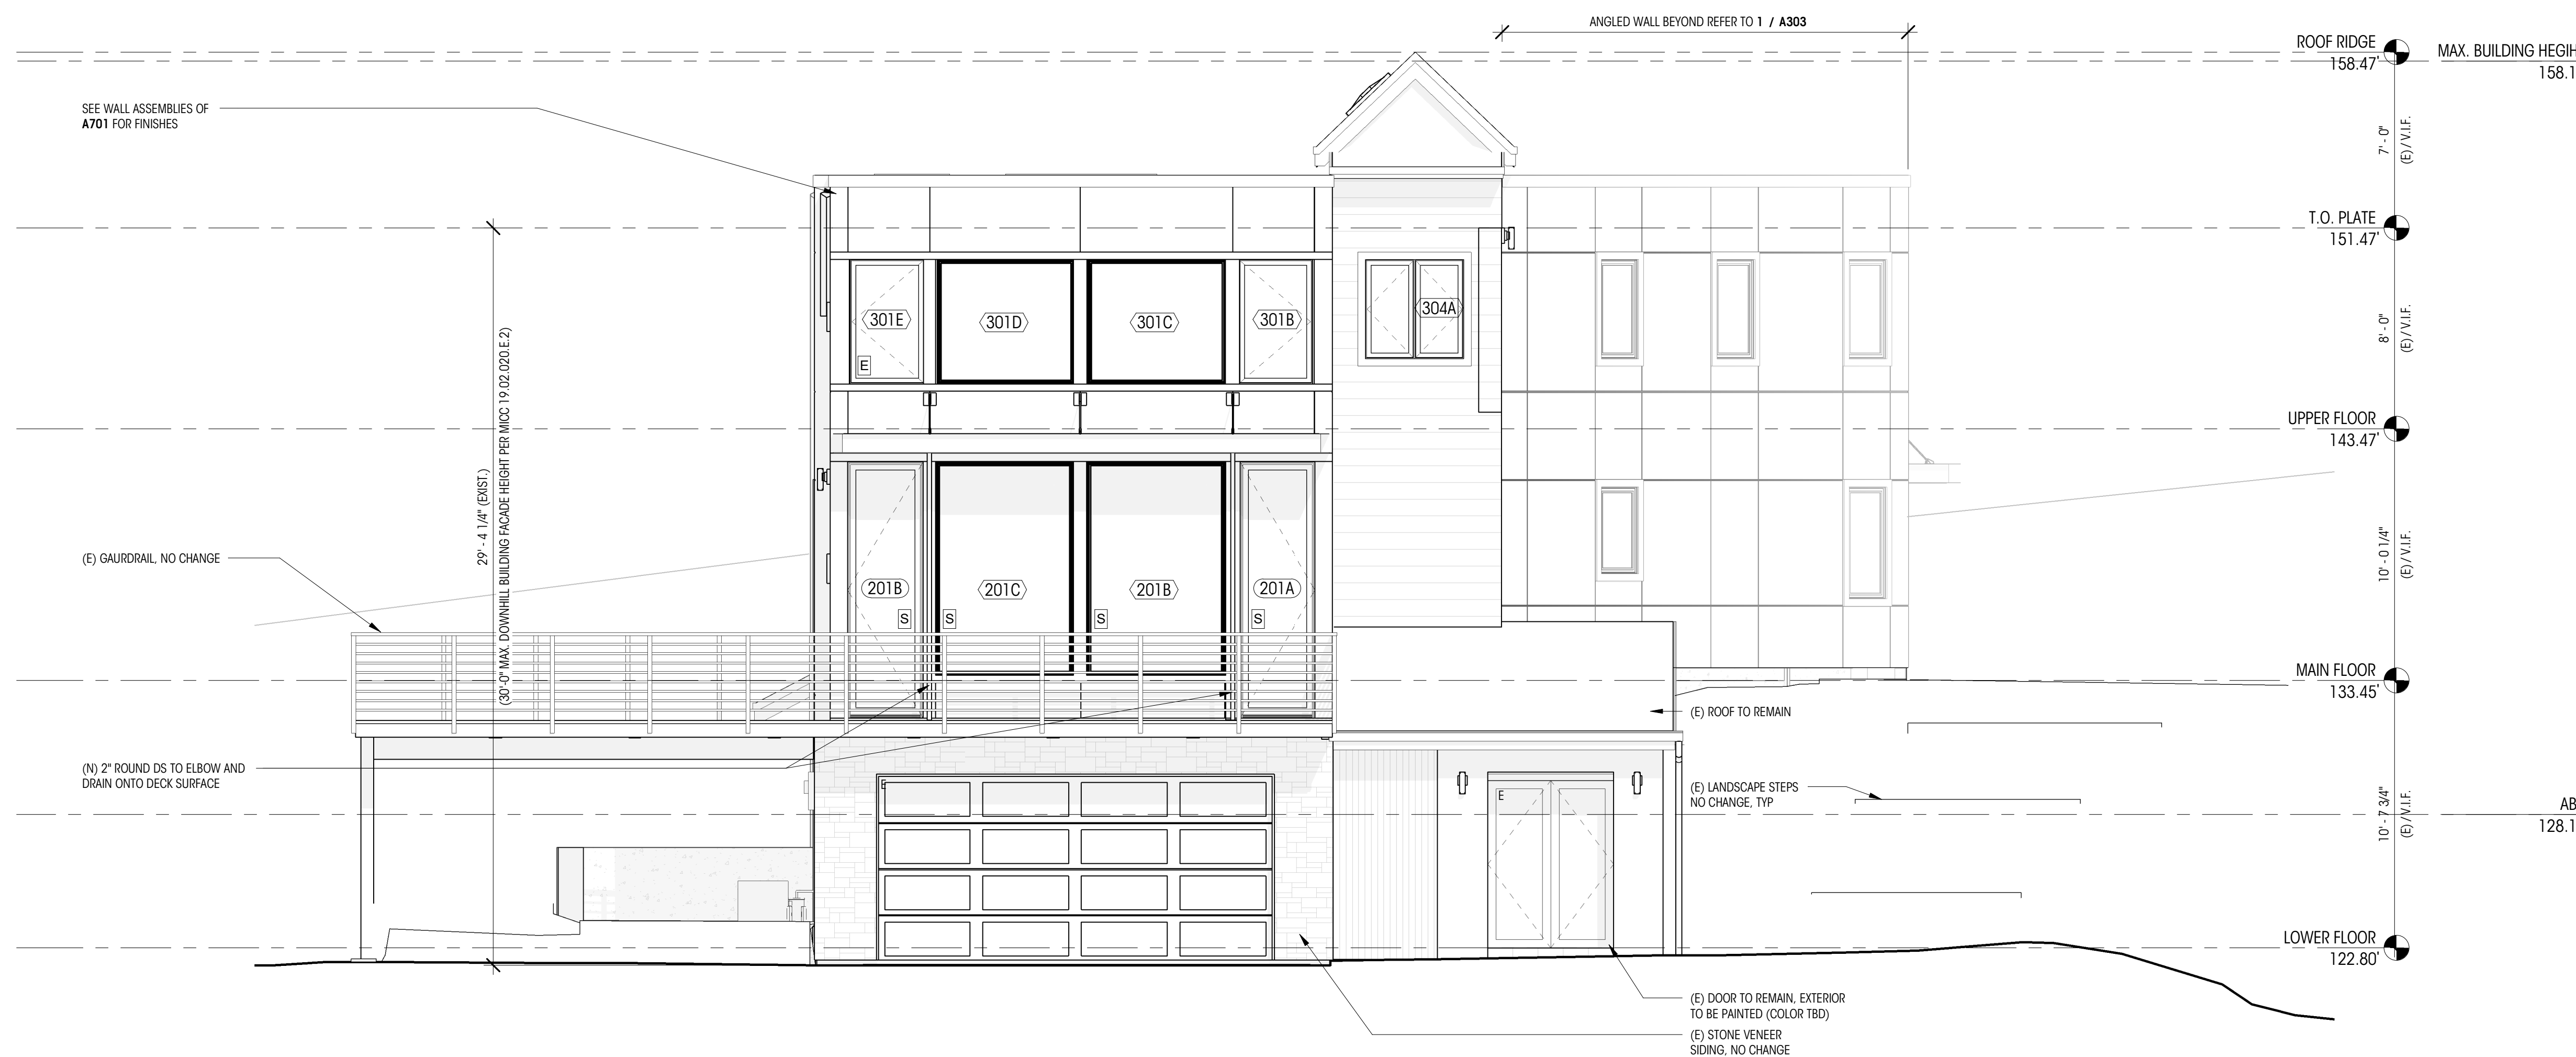 ANGLED WALL BEYOND REFER TO 1 / A303
ROOF RIDGE
158.47'
MAX. BUILDING HEGIH
158.1
SEE WALL ASSEMBLIES OF
A701 FOR FINISHES
7' - 0"
(E) / V.I.F.
T.O. PLATE
151.47'
301E
301D
301C
301B
304A
E
8' - 0"
(E) / V.I.F.
UPPER FLOOR
143.47'
29' - 4 1/4" (EXIST.)
(30'-0" MAX. DOWNHILL BUILDING FACADE HEIGHT PER MICC 19.02.020.E.2)
(E) GAURDRAIL, NO CHANGE
10' - 0 1/4"
(E) / V.I.F.
201B
201C
201B
201A
S
S
S
S
MAIN FLOOR
133.45'
(E) ROOF TO REMAIN
(N) 2" ROUND DS TO ELBOW AND
DRAIN ONTO DECK SURFACE
E
E
(E) LANDSCAPE STEPS
NO CHANGE, TYP
10' - 7 3/4"
(E) / V.I.F.
AB
128.1
LOWER FLOOR
122.80'
(E) DOOR TO REMAIN, EXTERIOR
TO BE PAINTED (COLOR TBD)
(E) STONE VENEER
SIDING, NO CHANGE